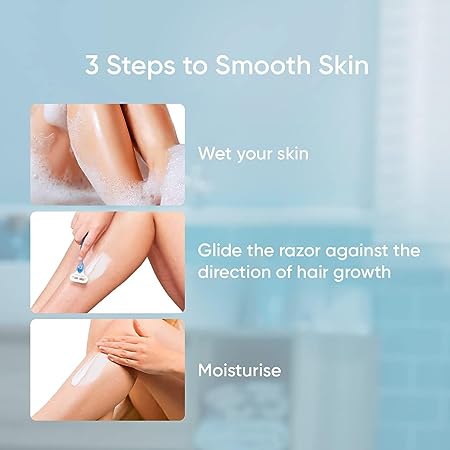 3 Steps to Smooth Skin
Wet your skin
Glide the razor against the
direction of hair growth
Moisturise